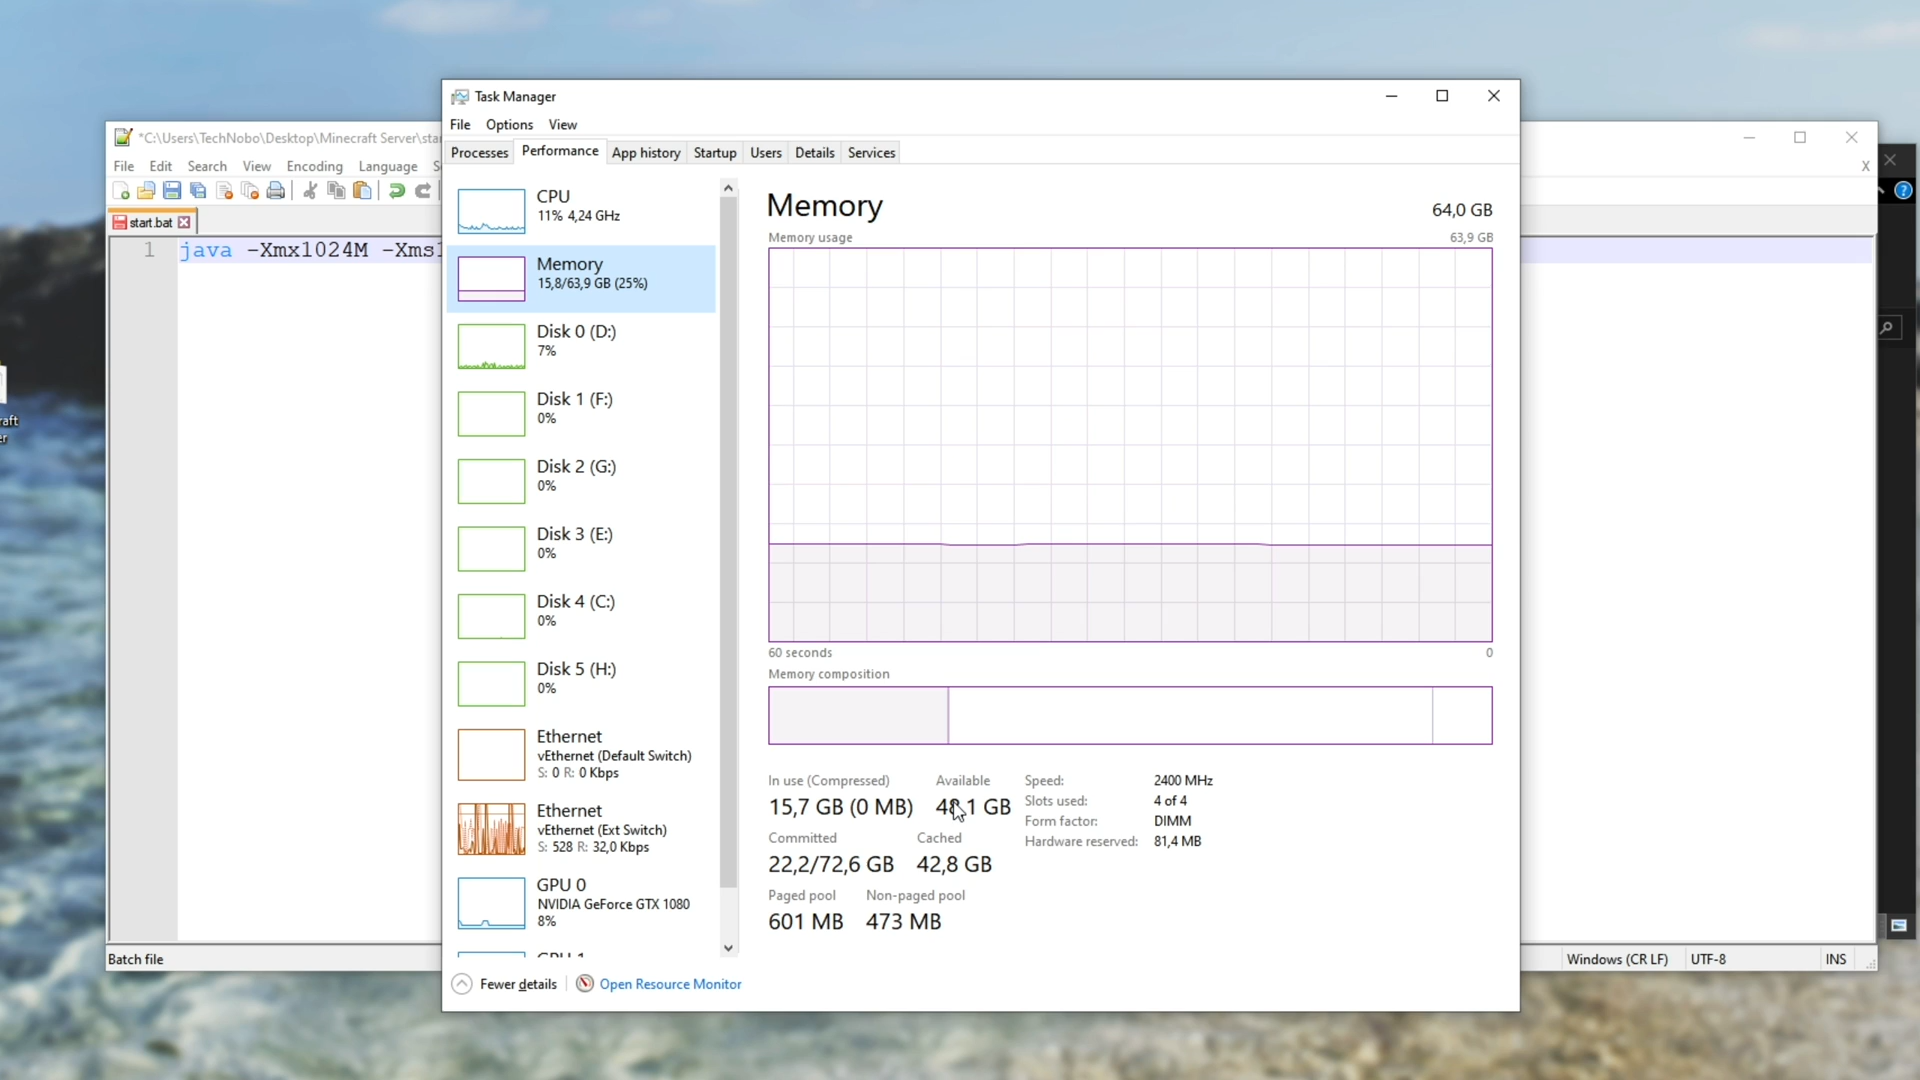 Task Manager
File Options View
Processes Performance App history Startup Users Details Services
CPU
11% 4,24 GHz
Memory
15,8/63,9 GB (25%)
Disk 0 (D:)
7%
Disk 1 (F:)
0%
Disk 2 (G:)
0%
Disk 3 (E:)
0%
Disk 4 (C:)
0%
Disk 5 (H:)
0%
Ethernet
vEthernet (Default Switch)
S: 0 R: 0 Kbps
Ethernet
vEthernet (Ext Switch)
S: 528 R: 32,0 Kbps
GPU 0
NVIDIA GeForce GTX 1080
8%
Memory 64,0 GB
Memory usage 63,9 GB
60 seconds 0
Memory composition
In use (Compressed) Available
15,7 GB (0 MB) 48,1 GB
Committed Cached
22,2/72,6 GB 42,8 GB
Paged pool Non-paged pool
601 MB 473 MB
Speed: 2400 MHz
Slots used: 4 of 4
Form factor: DIMM
Hardware reserved: 81,4 MB
Fewer details Open Resource Monitor
*C:\Users\TechNobo\Desktop\Minecraft Server\sta
File Edit Search View Encoding Language S
start.bat
1 java -Xmx1024M -Xms1
Batch file Windows (CR LF) UTF-8 INS
X